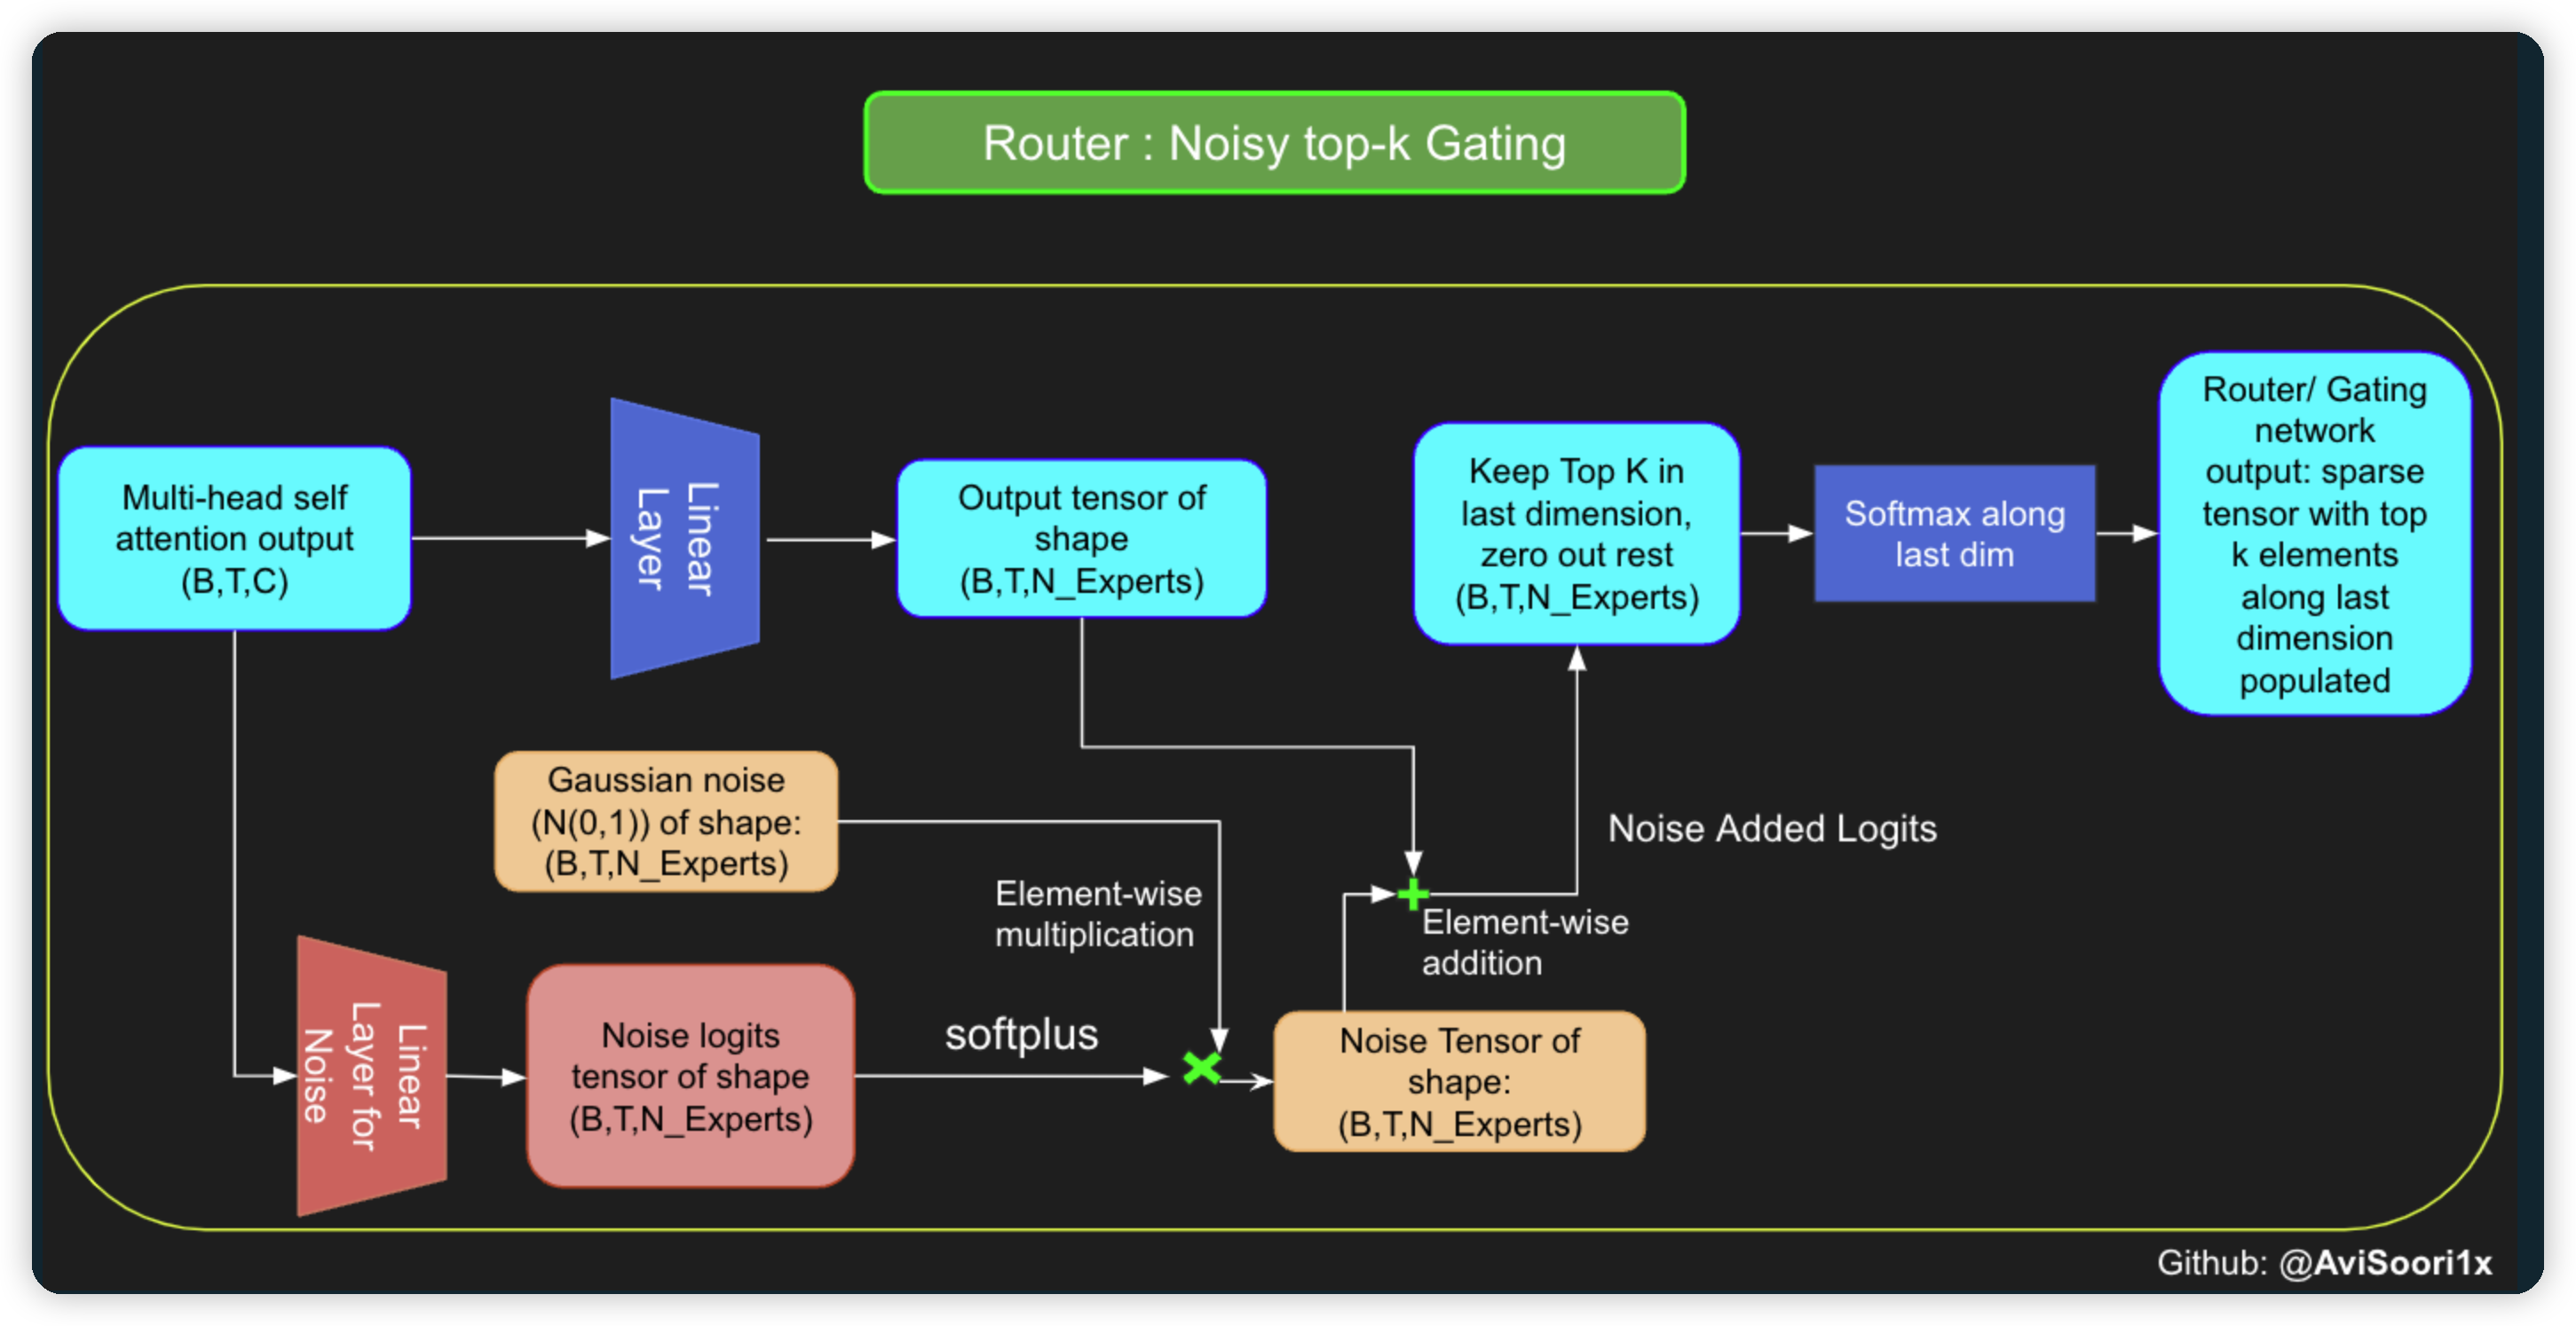 Router : Noisy top-k Gating
Multi-head self
attention output
(B,T,C)
Linear
Layer
Output tensor of
shape
(B,T,N_Experts)
Keep Top K in
last dimension,
zero out rest
(B,T,N_Experts)
Softmax along
last dim
Router/ Gating
network
output: sparse
tensor with top
k elements
along last
dimension
populated
Gaussian noise
(N(0,1)) of shape:
(B,T,N_Experts)
Element-wise
multiplication
Noise Added Logits
Element-wise
addition
Linear
Layer for
Noise
Noise logits
tensor of shape
(B,T,N_Experts)
softplus
Noise Tensor of
shape:
(B,T,N_Experts)
Github: @AviSoori1x